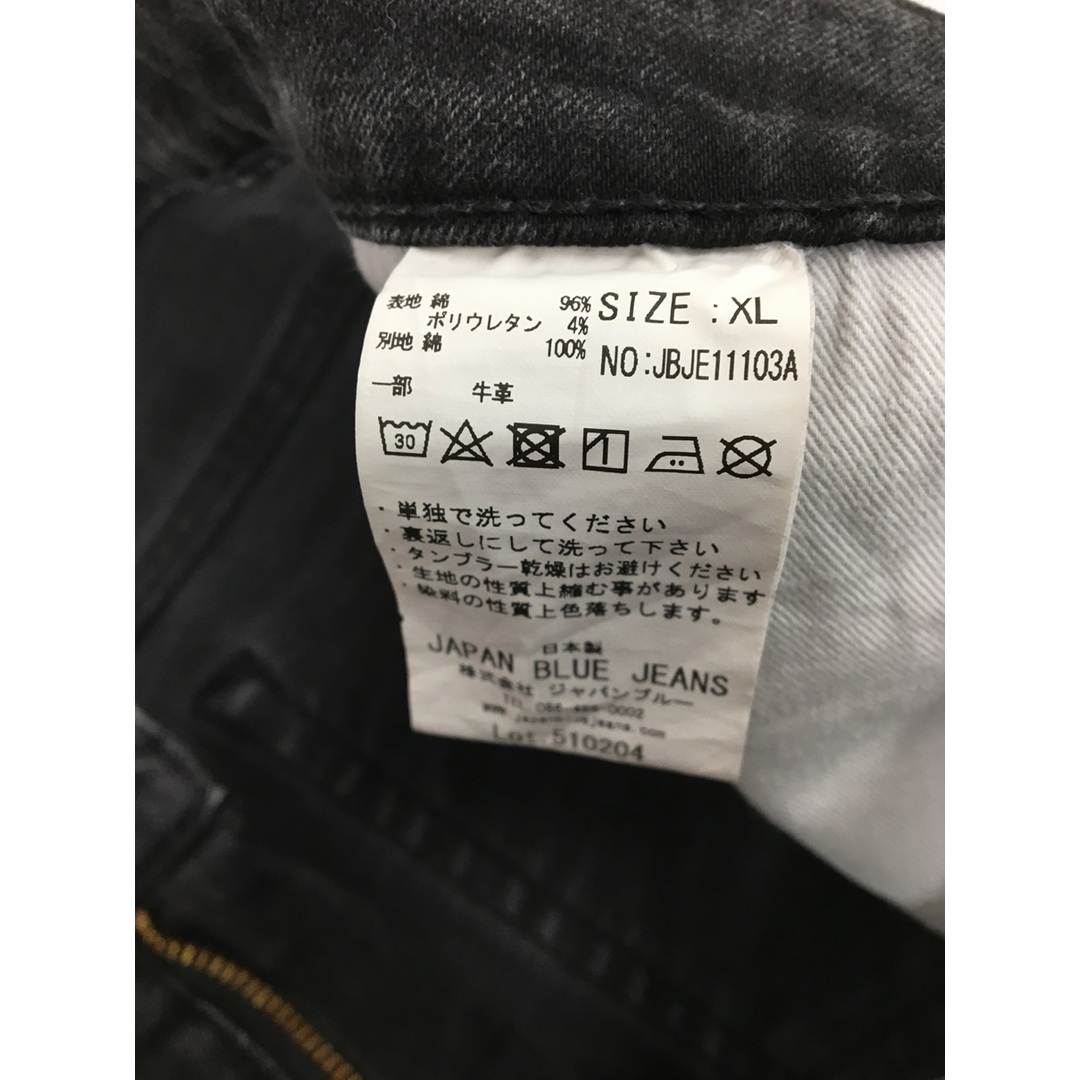 表地 綿 96%
ポリウレタン 4%
別地 綿 100%
一部 牛革
SIZE : XL
NO:JBJE11103A
30
・単独で洗ってください
・裏返しにして洗って下さい
・タンブラー乾燥はお避けください
・生地の性質上縮む事があります
・染料の性質上色落ちします。
日本製
JAPAN BLUE JEANS
株式会社 ジャパンブルー
TEL 0002
Lot.510204